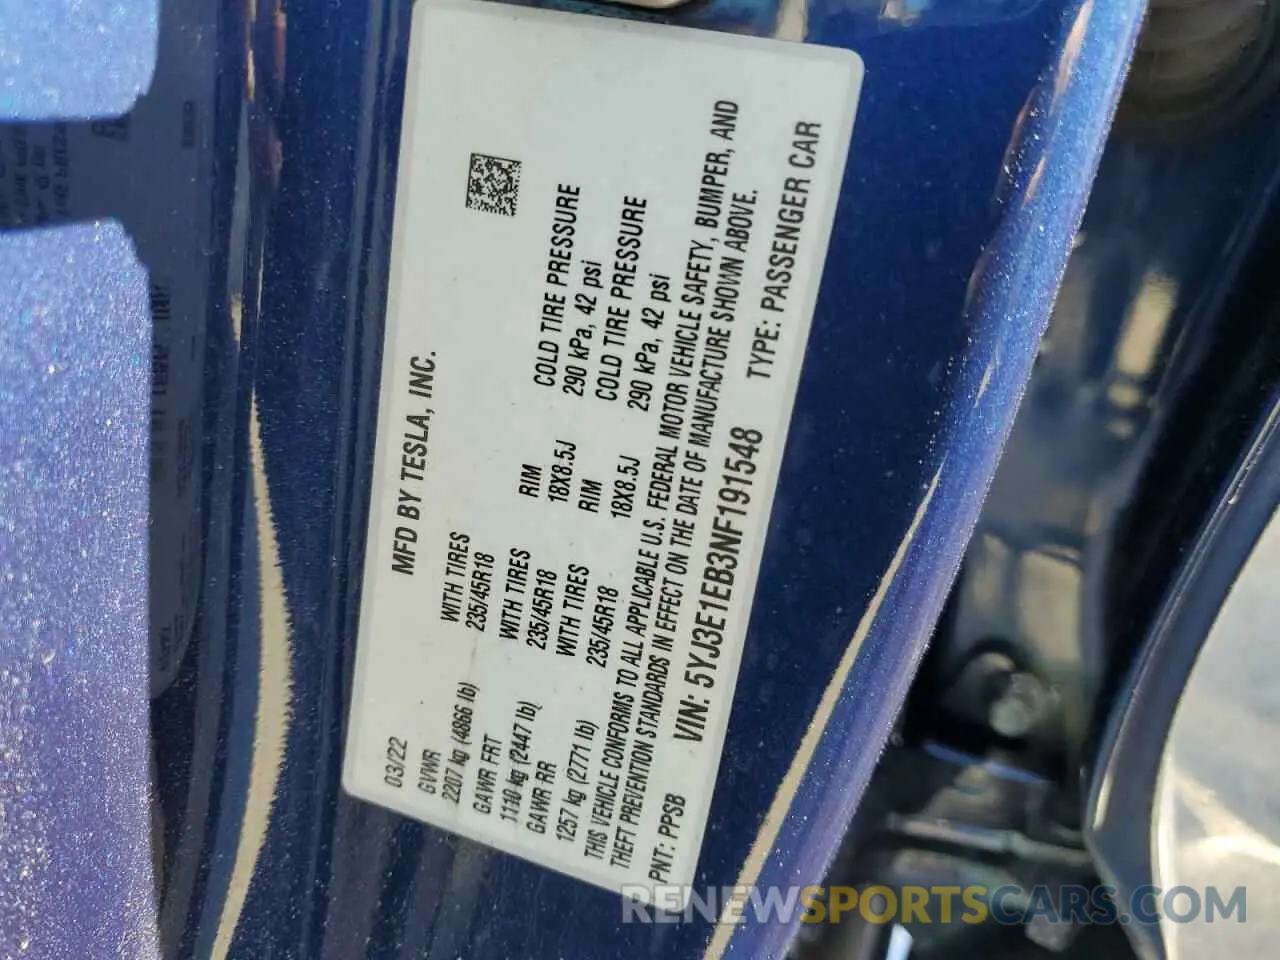 MFD BY TESLA, INC.
03/22
GVWR
2207 kg (4866 lb)
WITH TIRES
235/45R18
RIM
18X8.5J
COLD TIRE PRESSURE
290 kPa, 42 psi
GAWR FRT
1110 kg (2447 lb)
WITH TIRES
235/45R18
RIM
18X8.5J
COLD TIRE PRESSURE
290 kPa, 42 psi
GAWR RR
1257 kg (2771 lb)
WITH TIRES
235/45R18
THIS VEHICLE CONFORMS TO ALL APPLICABLE U.S. FEDERAL MOTOR VEHICLE SAFETY, BUMPER, AND
THEFT PREVENTION STANDARDS IN EFFECT ON THE DATE OF MANUFACTURE SHOWN ABOVE.
VIN: 5YJ3E1EB3NF191548
TYPE: PASSENGER CAR
PNT: PPSB
RENEWSPORTSCARS.COM